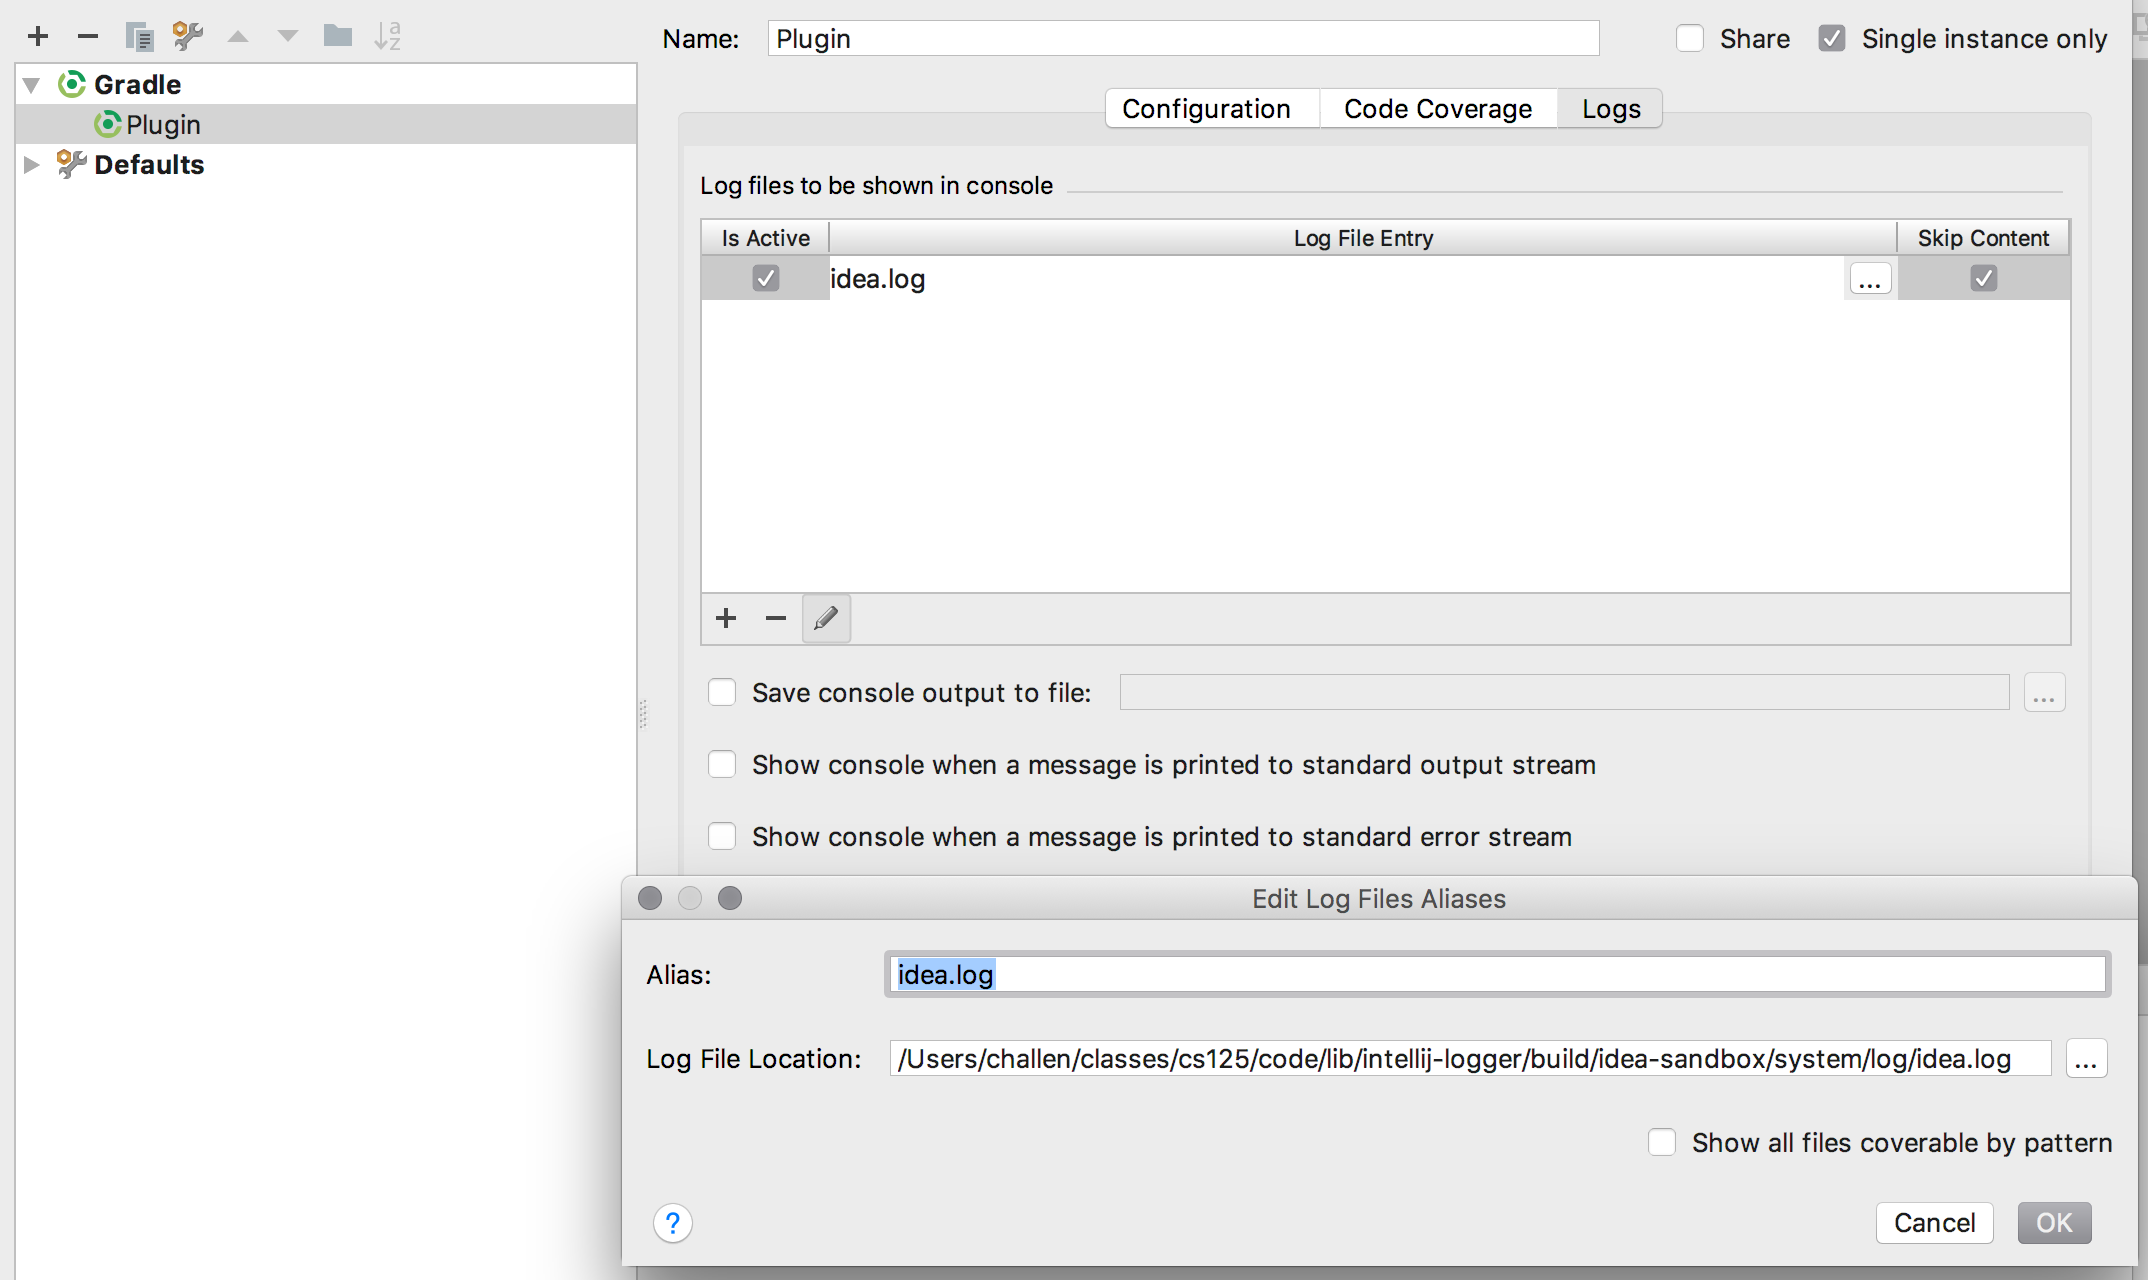 Name: Plugin Share Single instance only
Gradle
Plugin
Defaults
Configuration Code Coverage Logs
Log files to be shown in console
Is Active Log File Entry Skip Content
idea.log ...
Save console output to file: ...
Show console when a message is printed to standard output stream
Show console when a message is printed to standard error stream
Edit Log Files Aliases
Alias: idea.log
Log File Location: /Users/challen/classes/cs125/code/lib/intellij-logger/build/idea-sandbox/system/log/idea.log ...
Show all files coverable by pattern
? Cancel OK